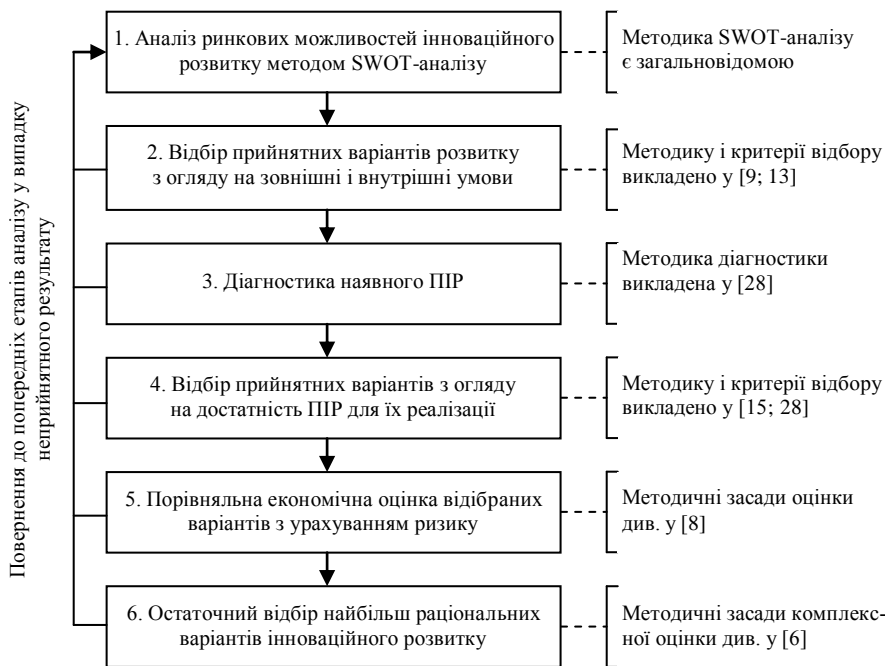 Повернення до попередніх етапів аналізу у випадку
неприйнятного результату
1. Аналіз ринкових можливостей інноваційного
розвитку методом SWOT-аналізу
Методика SWOT-аналізу
є загальновідомою
2. Відбір прийнятних варіантів розвитку
з огляду на зовнішні і внутрішні умови
Методику і критерії відбору
викладено у [9; 13]
3. Діагностика наявного ПІР
Методика діагностики
викладена у [28]
4. Відбір прийнятних варіантів з огляду
на достатність ПІР для їх реалізації
Методику і критерії відбору
викладено у [15; 28]
5. Порівняльна економічна оцінка відібраних
варіантів з урахуванням ризику
Методичні засади оцінки
див. у [8]
6. Остаточний відбір найбільш раціональних
варіантів інноваційного розвитку
Методичні засади комплекс-
ної оцінки див. у [6]